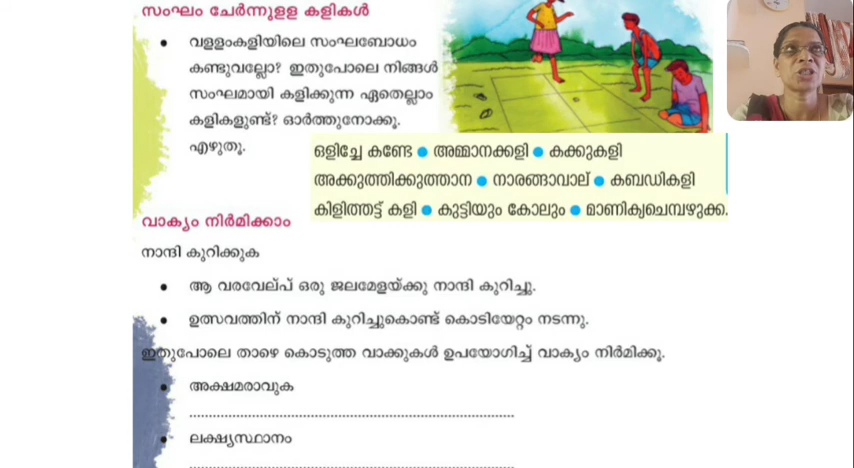 സംഘം ചേർന്നുളള കളികൾ
• വളളംകളിയിലെ സംഘബോധം
കണ്ടുവല്ലോ? ഇതുപോലെ നിങ്ങൾ
സംഘമായി കളിക്കുന്ന ഏതെല്ലാം
കളികളുണ്ട്? ഓർത്തുനോക്കൂ.
എഴുതൂ.
ഒളിച്ചേ കണ്ടേ ● അമ്മാനക്കളി ● കക്കുകളി
അക്കുത്തിക്കുത്താന ● നാരങ്ങാവാല് ● കബഡികളി
കിളിത്തട്ട് കളി ● കുട്ടിയും കോലും ● മാണിക്യചെമ്പഴുക്ക.
വാക്യം നിർമിക്കാം
നാന്ദി കുറിക്കുക
• ആ വരവേല്പ് ഒരു ജലമേളയ്ക്കു നാന്ദി കുറിച്ചു.
• ഉത്സവത്തിന് നാന്ദി കുറിച്ചുകൊണ്ട് കൊടിയേറ്റം നടന്നു.
ഇതുപോലെ താഴെ കൊടുത്ത വാക്കുകൾ ഉപയോഗിച്ച് വാക്യം നിർമിക്കൂ.
• അക്ഷമരാവുക
• ലക്ഷ്യസ്ഥാനം